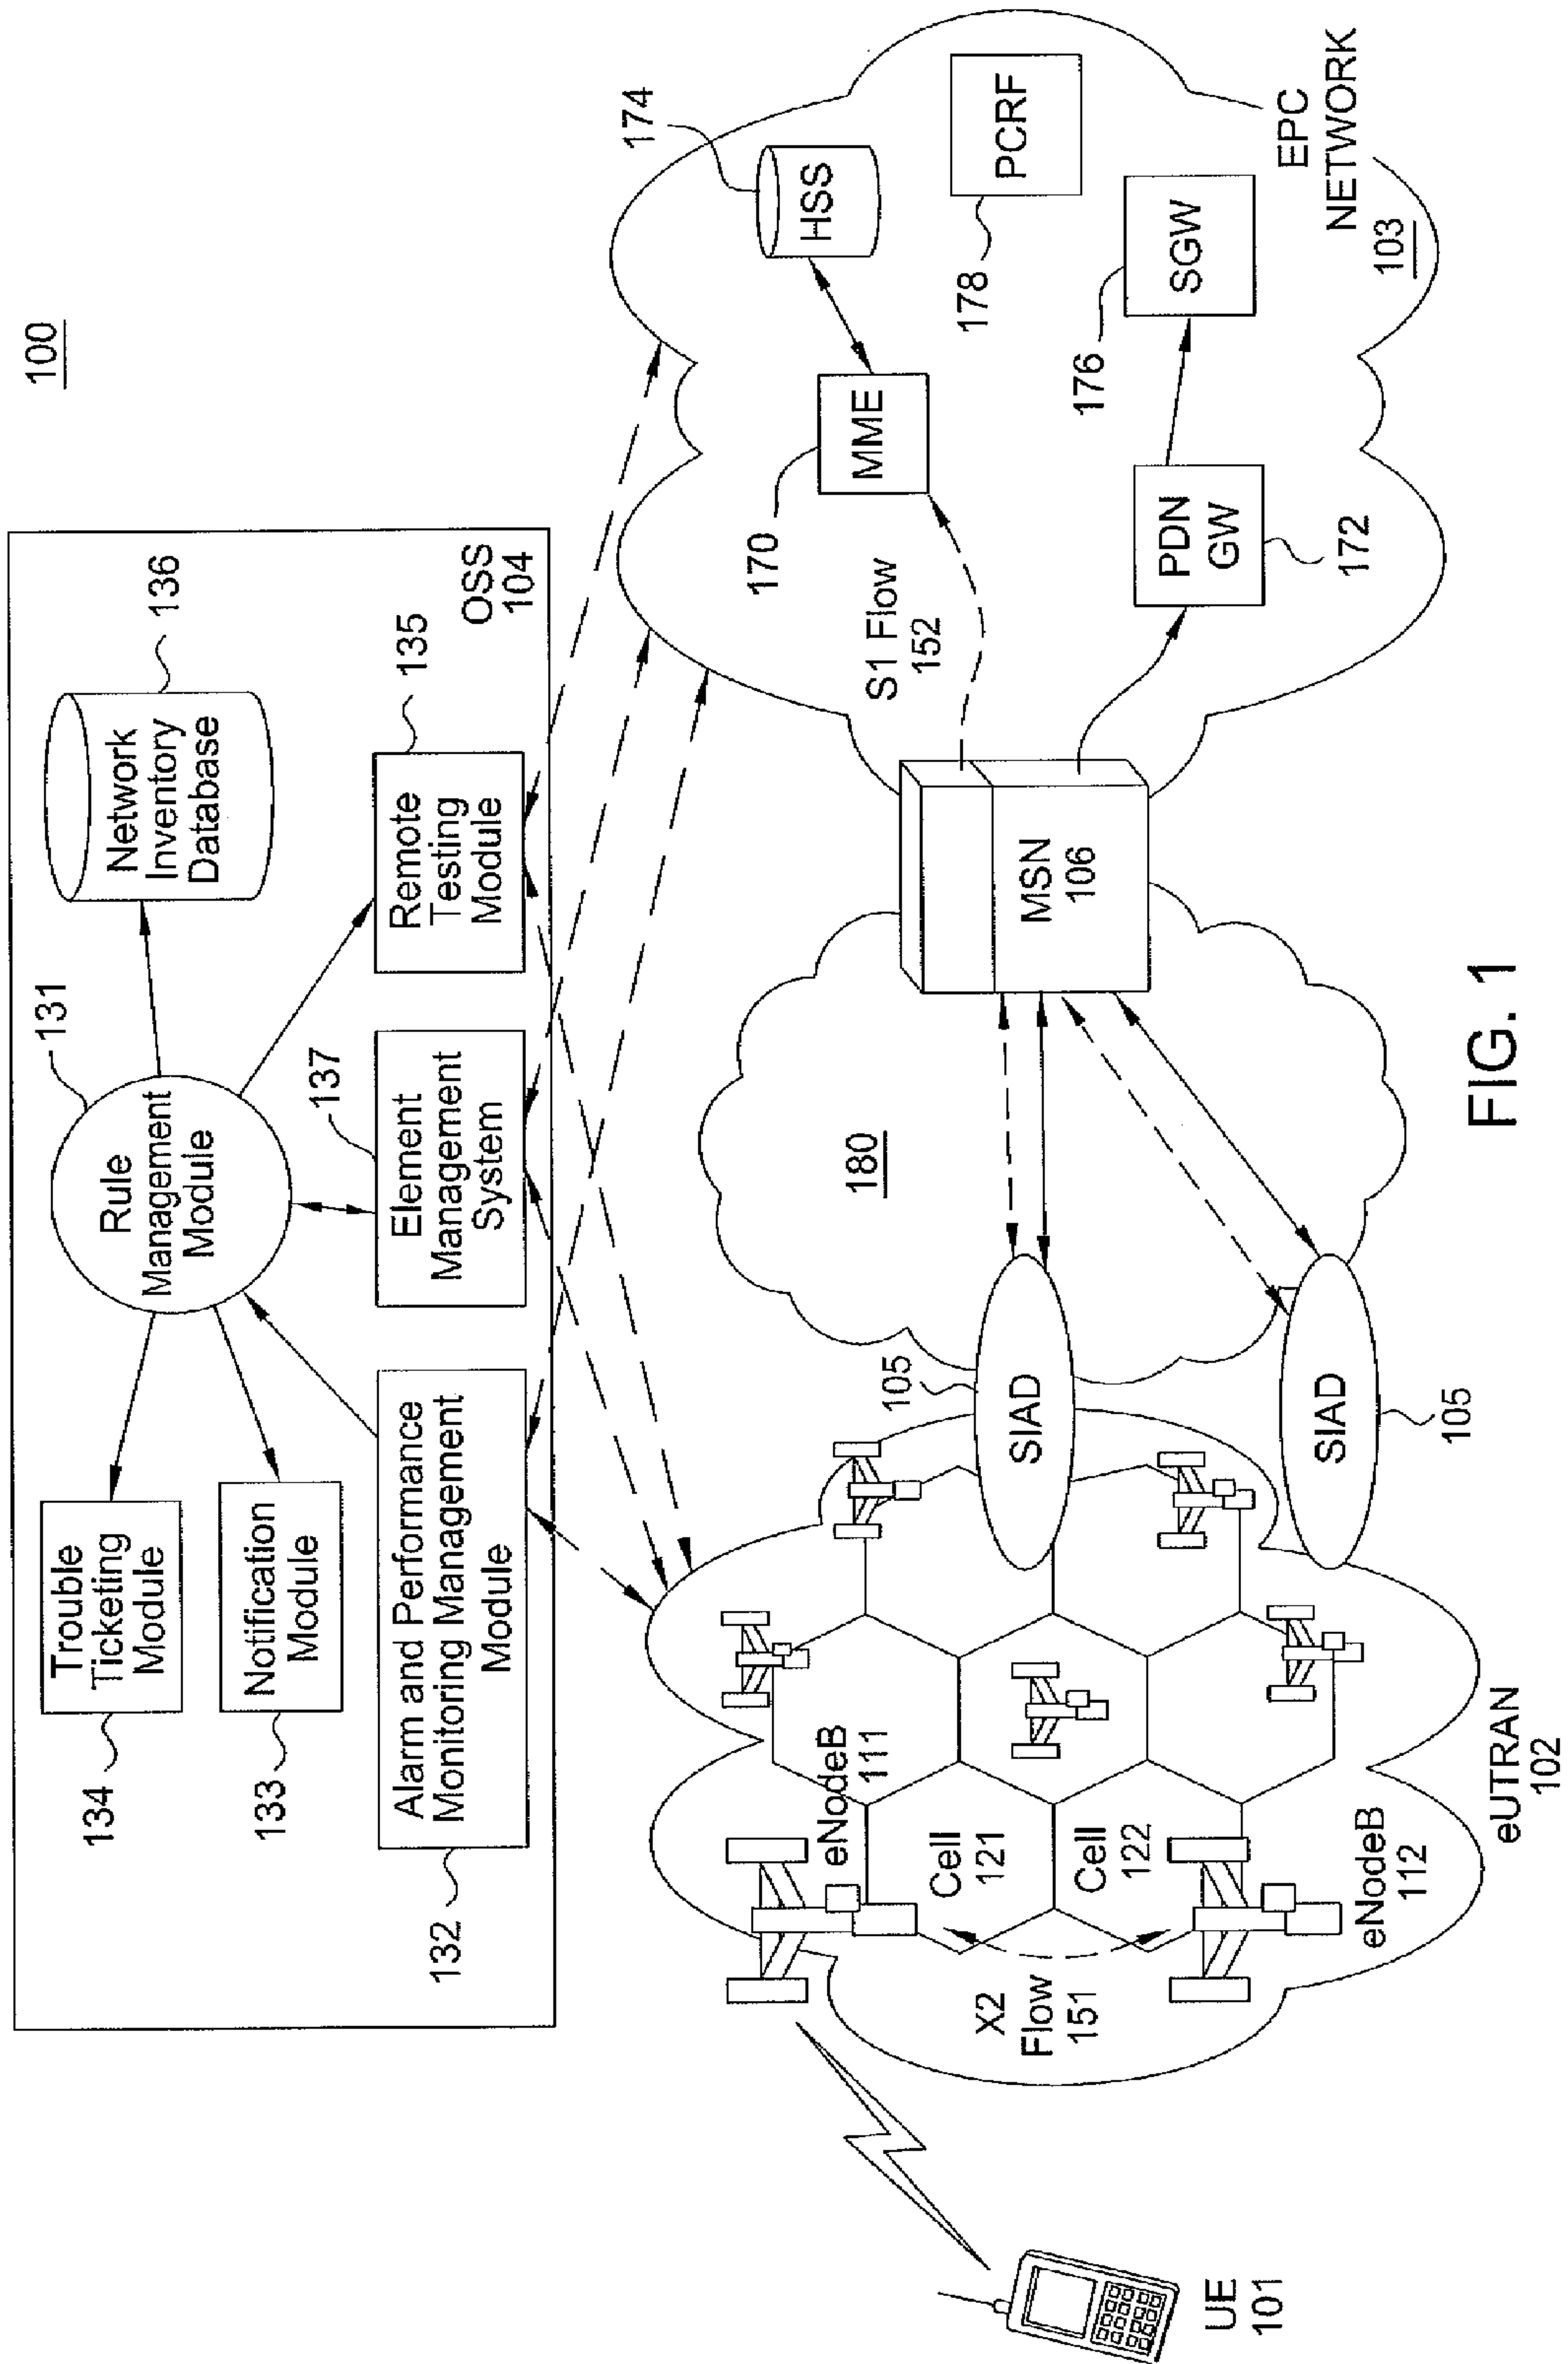 100
Trouble
Ticketing
Module
134
Notification
Module
133
Rule
Management
Module
131
Network
Inventory
Database
136
Alarm and Performance
Monitoring Management
Module
132
Element
Management
System
137
Remote
Testing
Module
135
OSS
104
UE
101
eNodeB
111
Cell
121
Cell
122
X2
Flow
151
eNodeB
112
eUTRAN
102
SIAD
105
SIAD
105
180
MSN
106
S1 Flow
152
MME
170
HSS
174
PCRF
178
PDN
GW
172
SGW
176
EPC
NETWORK
103
FIG. 1